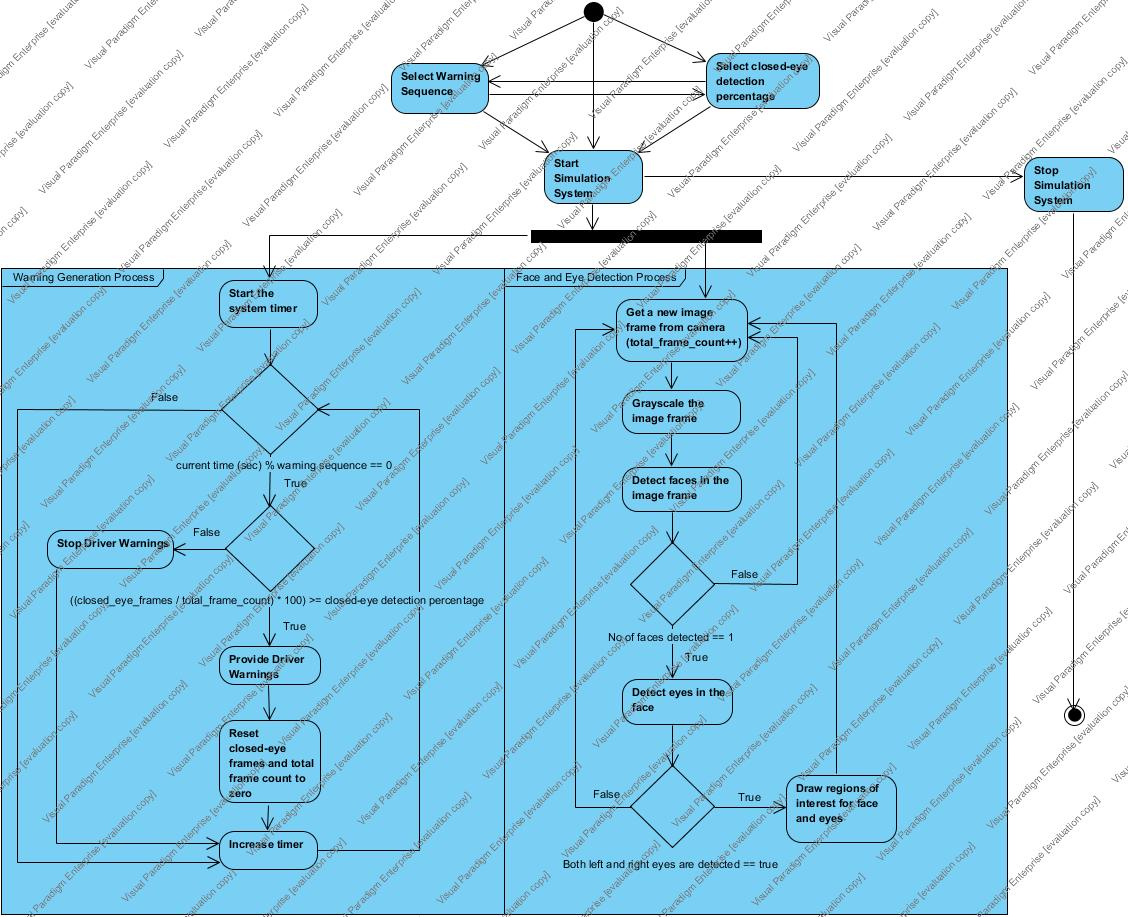 Select Warning
Sequence
Select closed-eye
detection
percentage
Start
Simulation
System
Stop
Simulation
System
Warning Generation Process
Start the
system timer
False
current time (sec) % warning sequence == 0
True
False
Stop Driver Warnings
((closed_eye_frames / total_frame_count) * 100) >= closed-eye detection percentage
True
Provide Driver
Warnings
Reset
closed-eye
frames and total
frame count to
zero
Increase timer
Face and Eye Detection Process
Get a new image
frame from camera
(total_frame_count++)
Grayscale the
image frame
Detect faces in the
image frame
False
No of faces detected == 1
True
Detect eyes in the
face
False
True
Draw regions of
interest for face
and eyes
Both left and right eyes are detected == true
Visual Paradigm Enterprise [evaluation copy]